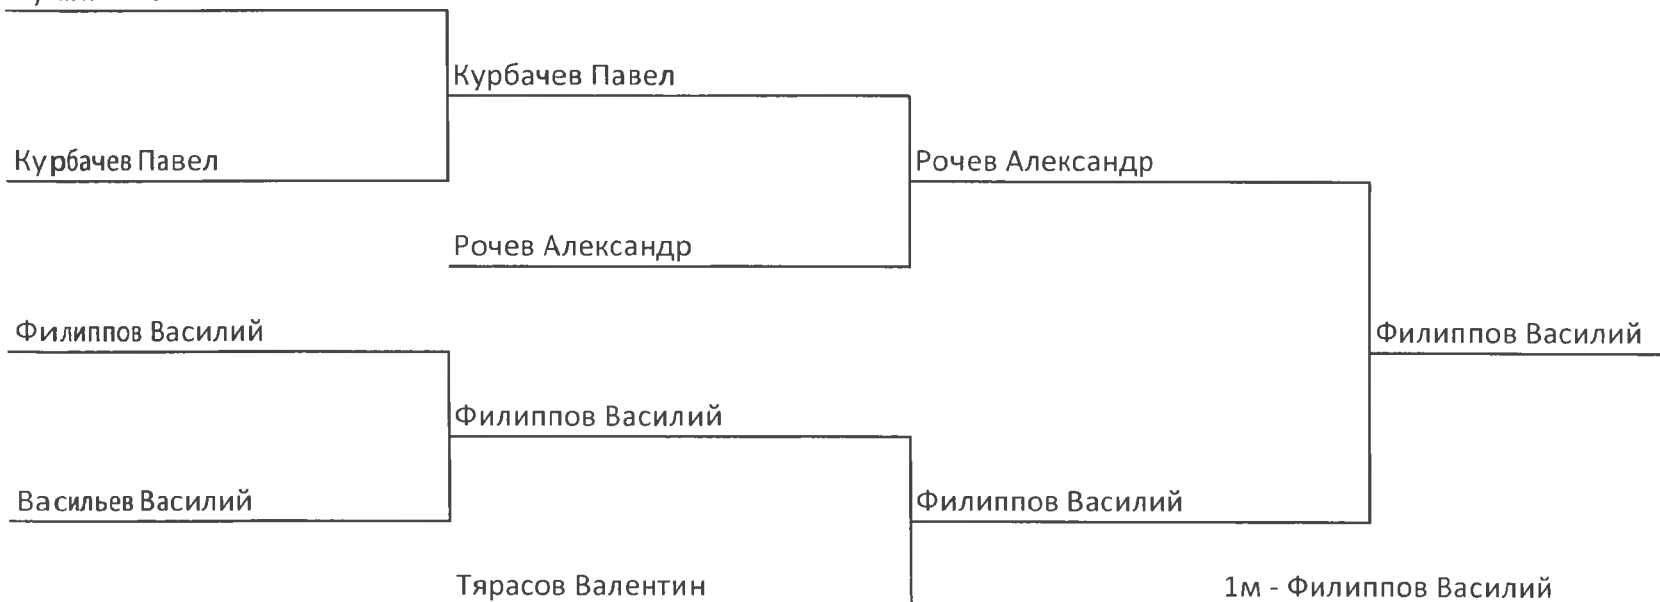 Курбачев Павел
Курбачев Павел
Рочев Александр
Рочев Александр
Филиппов Василий
Филиппов Василий
Филиппов Василий
Васильев Василий
Филиппов Василий
Тярасов Валентин
1м - Филиппов Василий